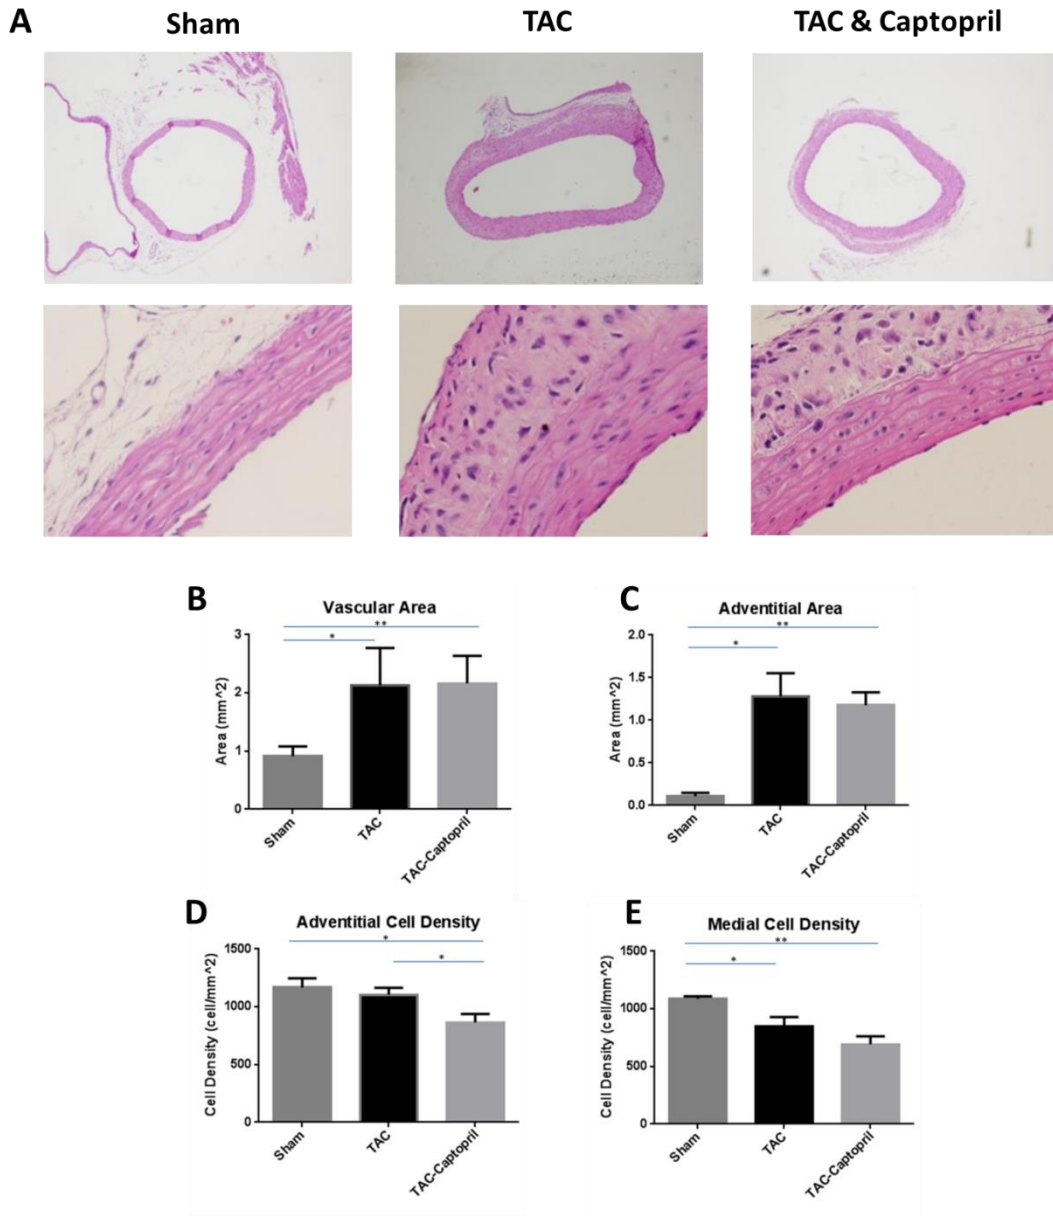 A
Sham
TAC
TAC & Captopril
B
Vascular Area
**
*
Area (mm^2)
3
2
1
0
Sham
TAC
TAC-Captopril
C
Adventitial Area
**
*
Area (mm^2)
2.0
1.5
1.0
0.5
0.0
Sham
TAC
TAC-Captopril
D
Adventitial Cell Density
*
*
Cell Density (cell/mm^2)
1500
1000
500
0
Sham
TAC
TAC-Captopril
E
Medial Cell Density
**
*
Cell Density (cell/mm^2)
1500
1000
500
0
Sham
TAC
TAC-Captopril